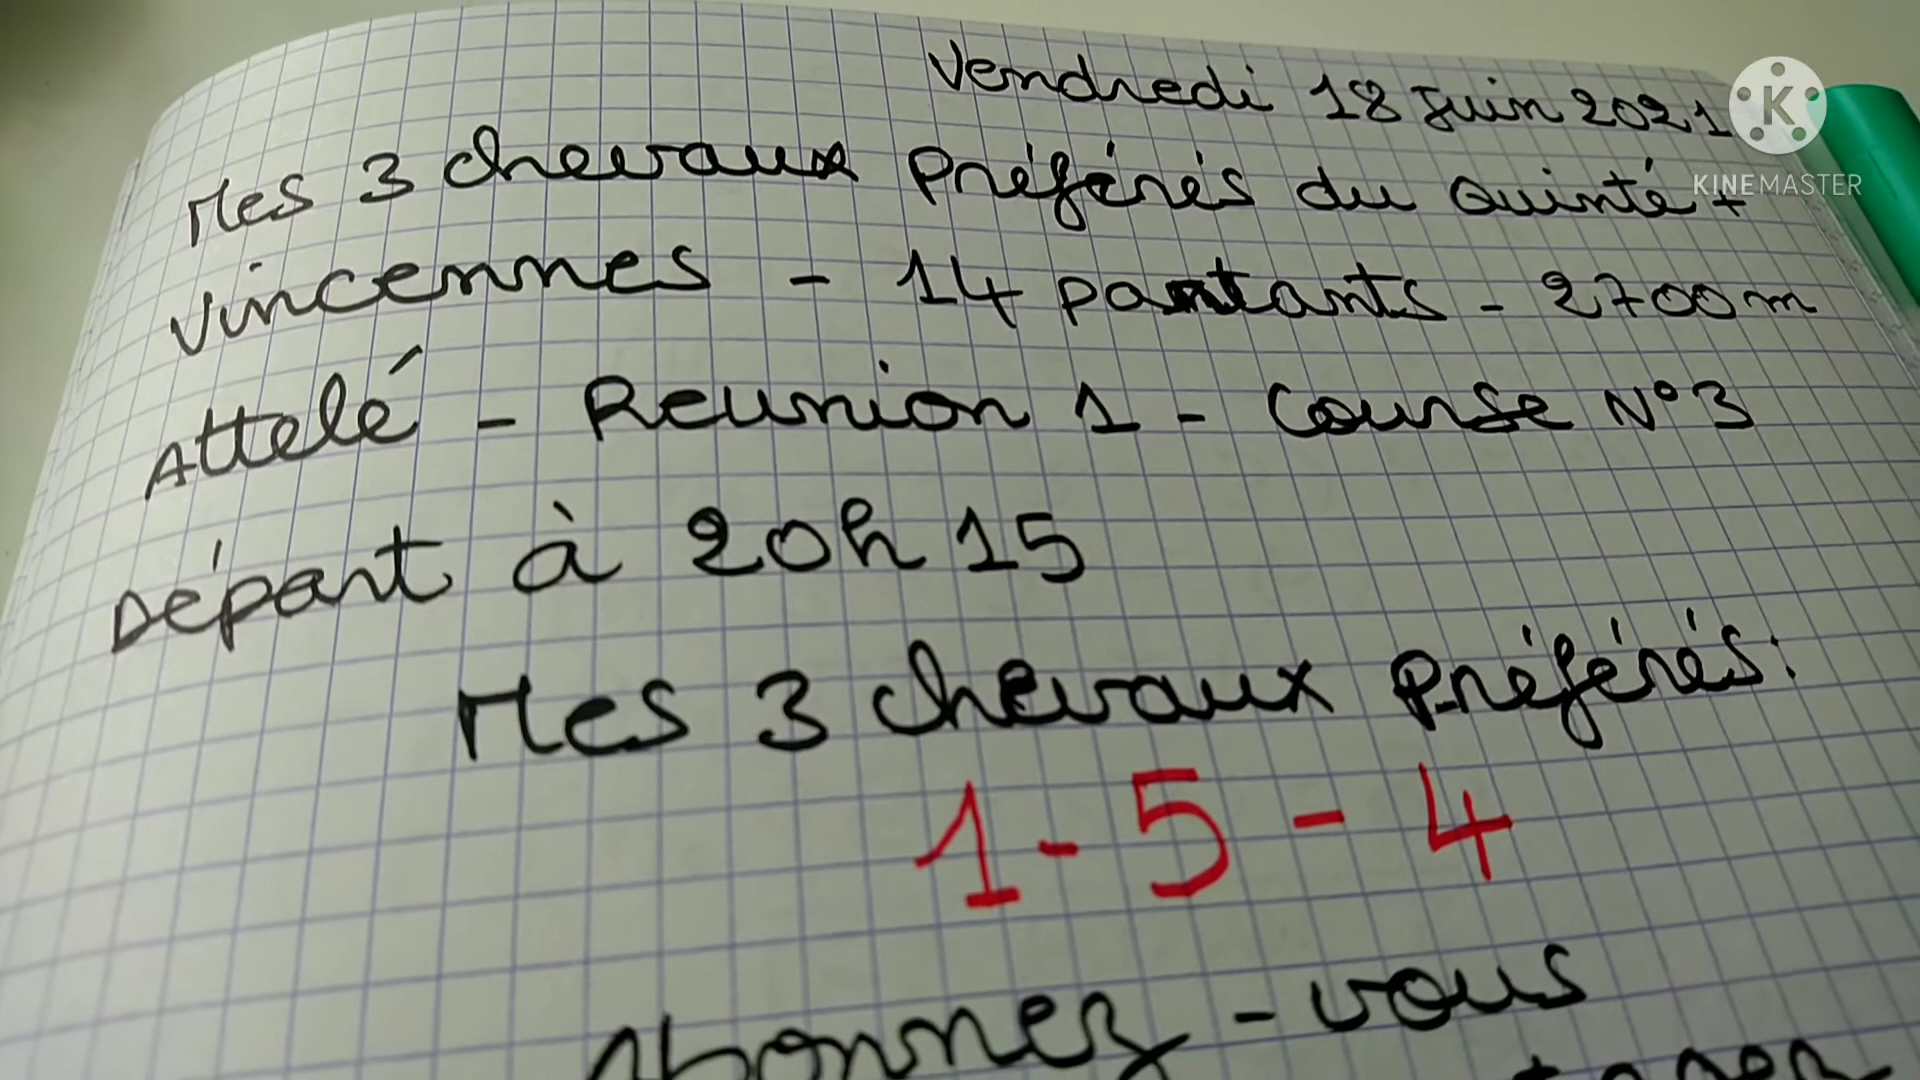 Vendredi 18 Juin 2021
Mes 3 chevaux Préférés du Quinté+
Vincennes - 14 partants - 2700m
Attelé - Reunion 1 - Course N°3
Départ à 20h15
Mes 3 chevaux Préférés:
1-5-4
Abonnez-vous
K
KINEMASTER